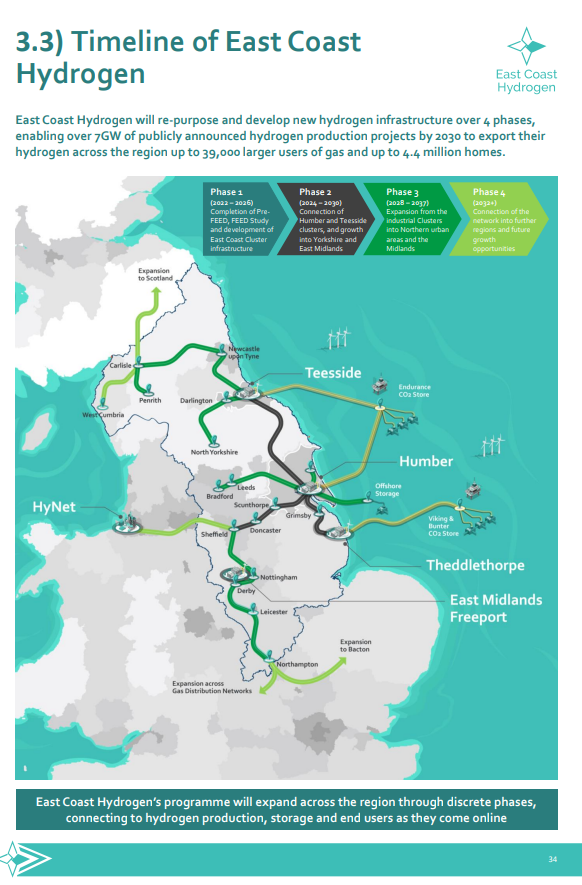 3.3) Timeline of East Coast
Hydrogen
East Coast
Hydrogen
East Coast Hydrogen will re-purpose and develop new hydrogen infrastructure over 4 phases,
enabling over 7GW of publicly announced hydrogen production projects by 2030 to export their
hydrogen across the region up to 39,000 larger users of gas and up to 4.4 million homes.
Phase 1
(2022 – 2026)
Completion of Pre-
FEED, FEED Study
and development of
East Coast Cluster
infrastructure
Phase 2
(2024 – 2030)
Connection of
Humber and Teesside
clusters, and growth
into Yorkshire and
East Midlands
Phase 3
(2028 – 2037)
Expansion from the
industrial Clusters
into Northern urban
areas and the
Midlands
Phase 4
(2032+)
Connection of the
network into further
regions and future
growth
opportunities
Expansion
to Scotland
Newcastle
upon Tyne
Carlisle
Teesside
Penrith
Darlington
Endurance
CO2 Store
West Cumbria
North Yorkshire
Humber
Leeds
Bradford
Offshore
Storage
Scunthorpe
HyNet
Grimsby
Doncaster
Sheffield
Viking &
Bunter
CO2 Store
Theddlethorpe
Nottingham
Derby
East Midlands
Freeport
Leicester
Expansion
to Bacton
Northampton
Expansion across
Gas Distribution Networks
East Coast Hydrogen's programme will expand across the region through discrete phases,
connecting to hydrogen production, storage and end users as they come online
34